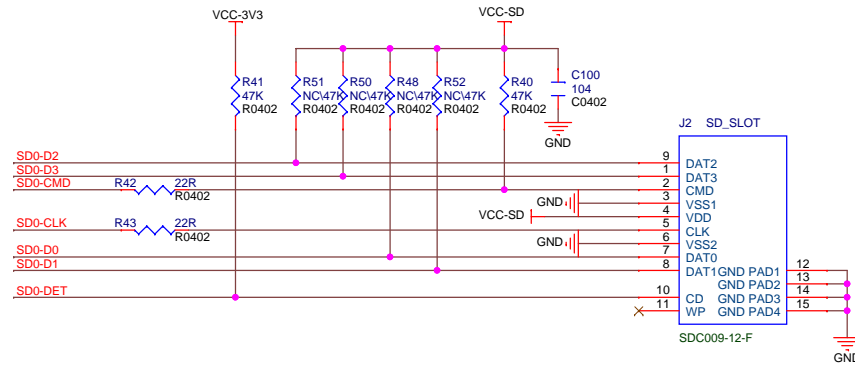 VCC-3V3
VCC-SD
R41
47K
R0402
R51
NC\47K
R0402
R50
NC\47K
R0402
R48
NC\47K
R0402
R52
NC\47K
R0402
R40
47K
R0402
C100
104
C0402
GND
J2 SD_SLOT
SD0-D2
9 DAT2
SD0-D3
1 DAT3
SD0-CMD
R42 22R
R0402
2 CMD
GND
3 VSS1
VCC-SD
4 VDD
SD0-CLK
R43 22R
R0402
5 CLK
GND
6 VSS2
SD0-D0
7 DAT0
SD0-D1
8 DAT1
GND PAD1 12
GND PAD2 13
SD0-DET
10 CD
GND PAD3 14
11 WP
GND PAD4 15
SDC009-12-F
GND